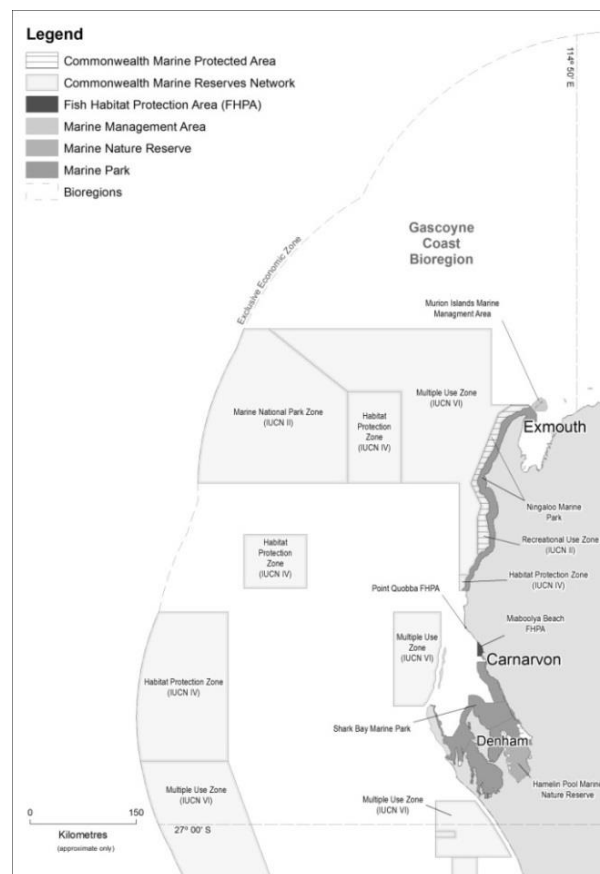 Legend
Commonwealth Marine Protected Area
Commonwealth Marine Reserves Network
Fish Habitat Protection Area (FHPA)
Marine Management Area
Marine Nature Reserve
Marine Park
Bioregions
114° 50' E
Gascoyne
Coast
Bioregion
Exclusive Economic Zone
Murion Islands Marine
Managment Area
Multiple Use Zone
(IUCN VI)
Marine National Park Zone
(IUCN II)
Habitat
Protection
Zone
(IUCN IV)
Exmouth
Ningaloo Marine
Park
Recreational Use Zone
(IUCN II)
Habitat
Protection
Zone
(IUCN IV)
Habitat Protection Zone
(IUCN IV)
Point Quobba FHPA
Miaboolya Beach
FHPA
Multiple Use
Zone
(IUCN VI)
Carnarvon
Habitat Protection Zone
(IUCN IV)
Shark Bay Marine Park
Denham
Hamelin Pool Marine
Nature Reserve
Multiple Use Zone
(IUCN VI)
Multiple Use Zone
(IUCN VI)
0 150
Kilometres
(approximate only)
27° 00' S